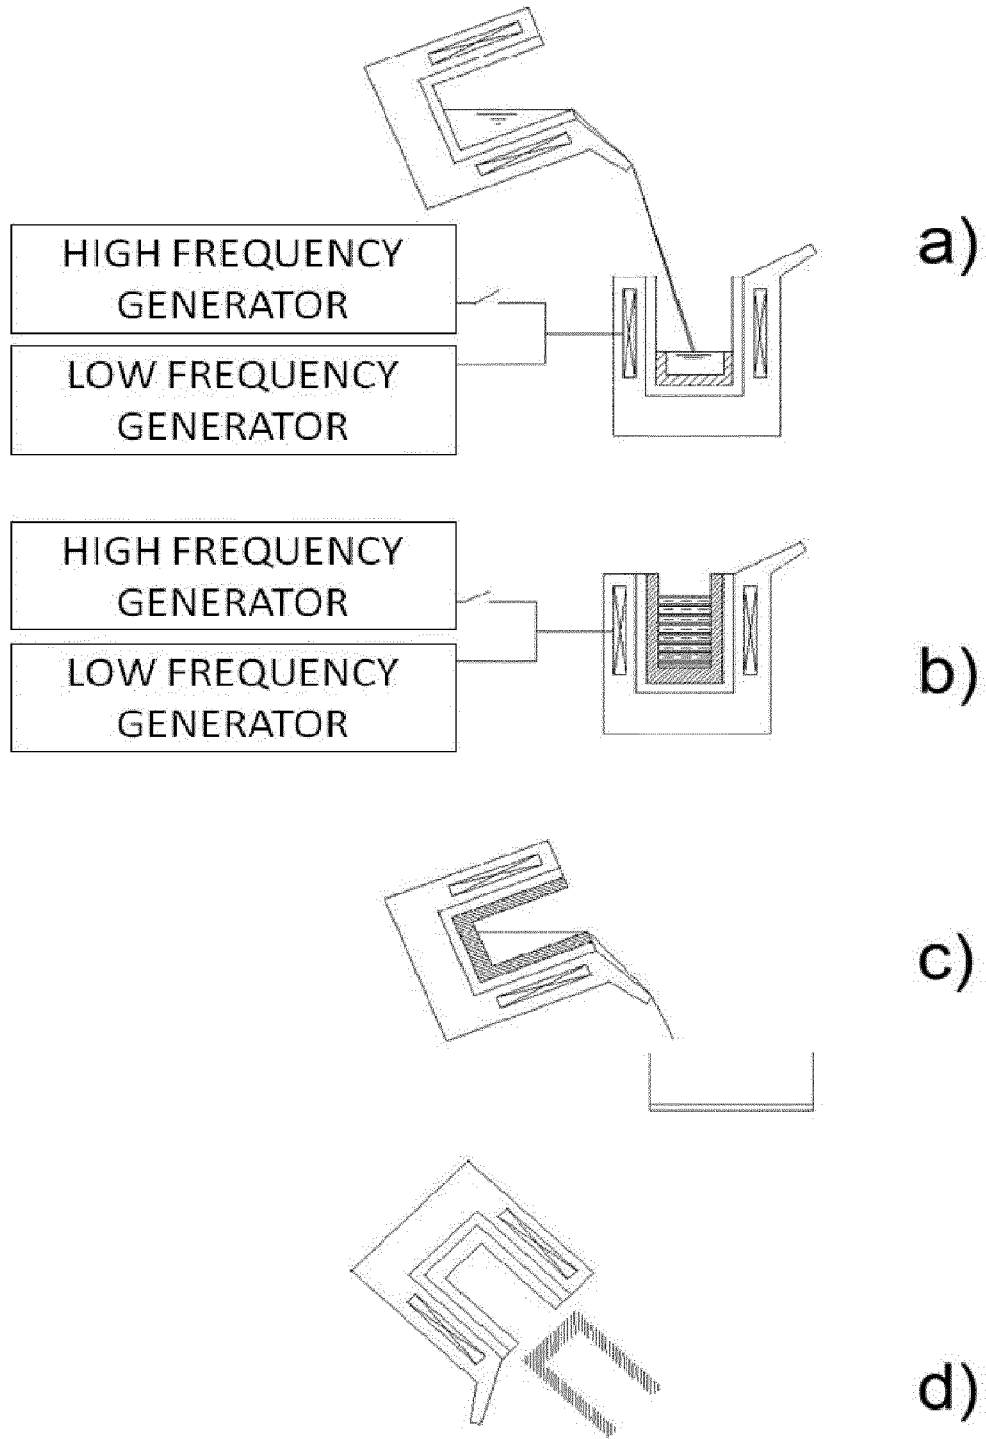 a)
HIGH FREQUENCY
GENERATOR
LOW FREQUENCY
GENERATOR
HIGH FREQUENCY
GENERATOR
LOW FREQUENCY
GENERATOR
b)
c)
d)